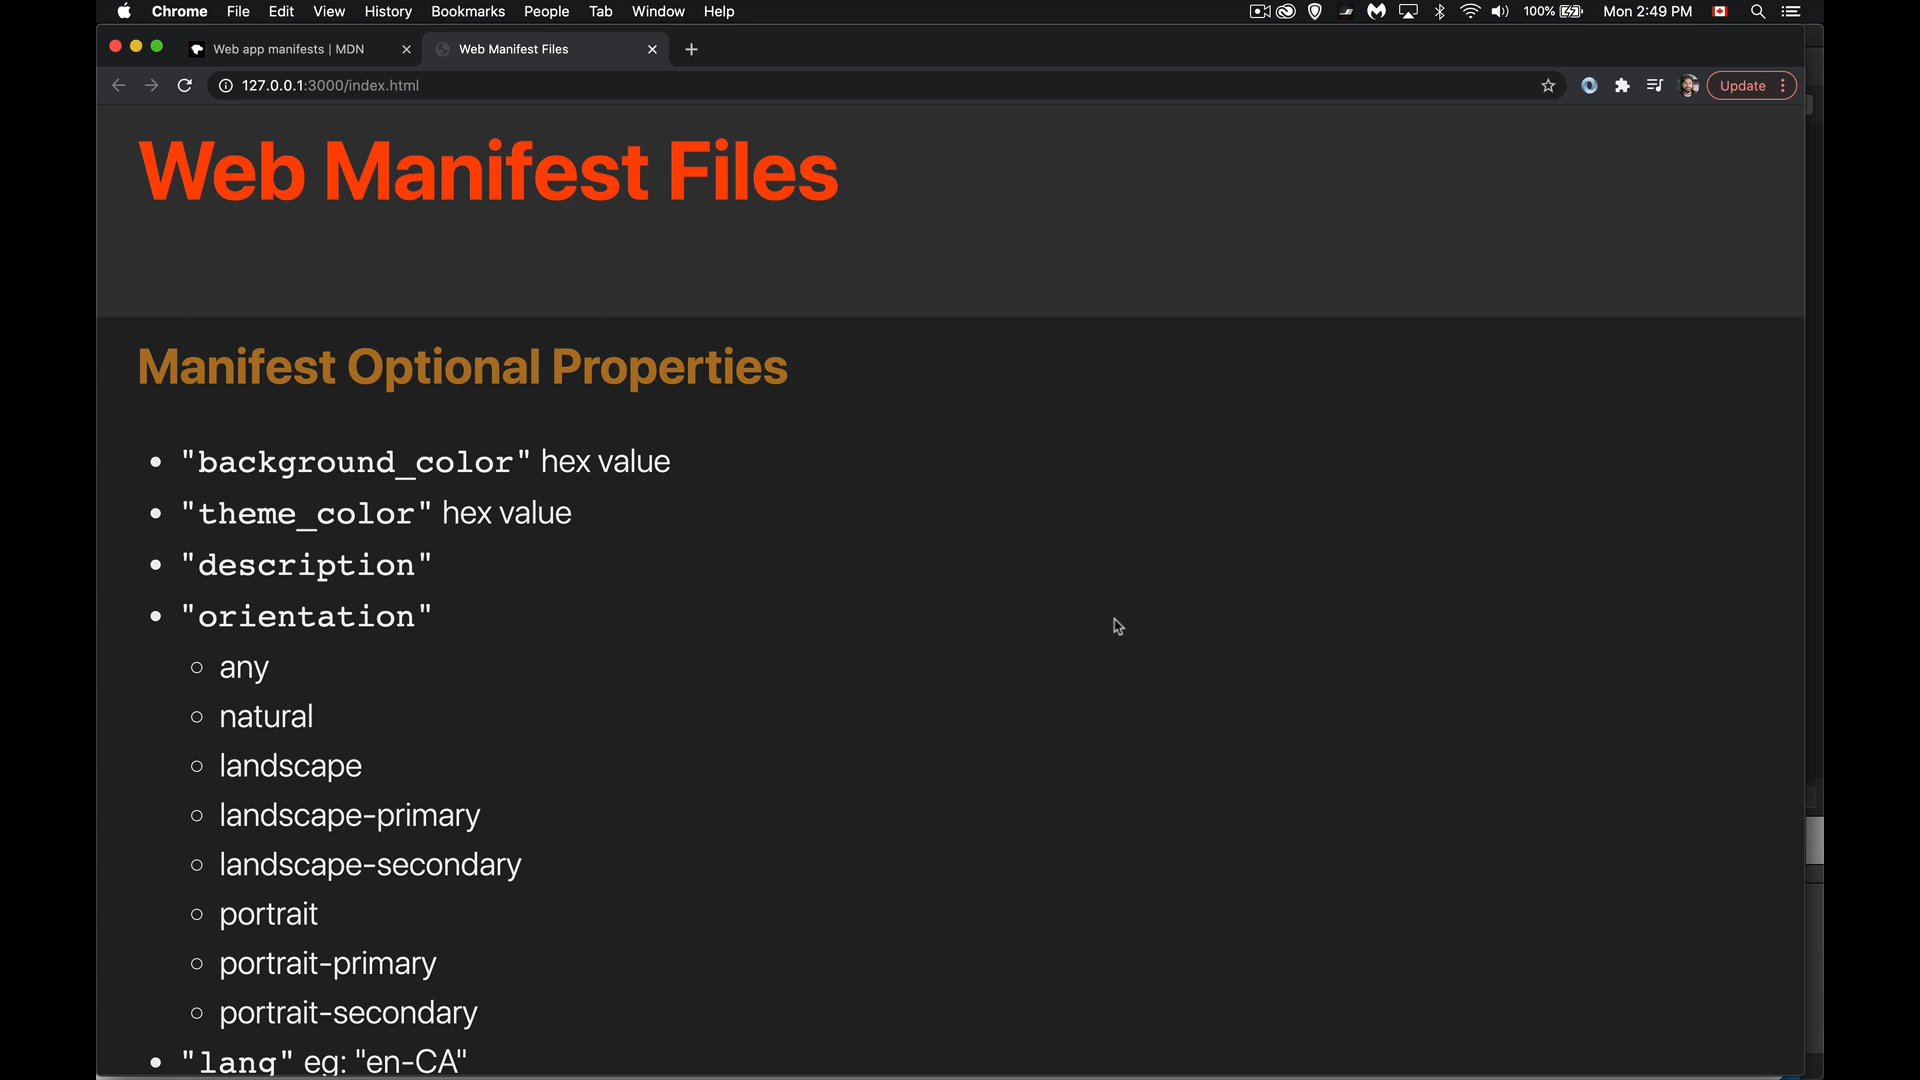 Chrome File Edit View History Bookmarks People Tab Window Help 100% Mon 2:49 PM
Web app manifests | MDN Web Manifest Files
127.0.0.1:3000/index.html Update
Web Manifest Files
Manifest Optional Properties
"background_color" hex value
"theme_color" hex value
"description"
"orientation"
any
natural
landscape
landscape-primary
landscape-secondary
portrait
portrait-primary
portrait-secondary
"lang" eg: "en-CA"